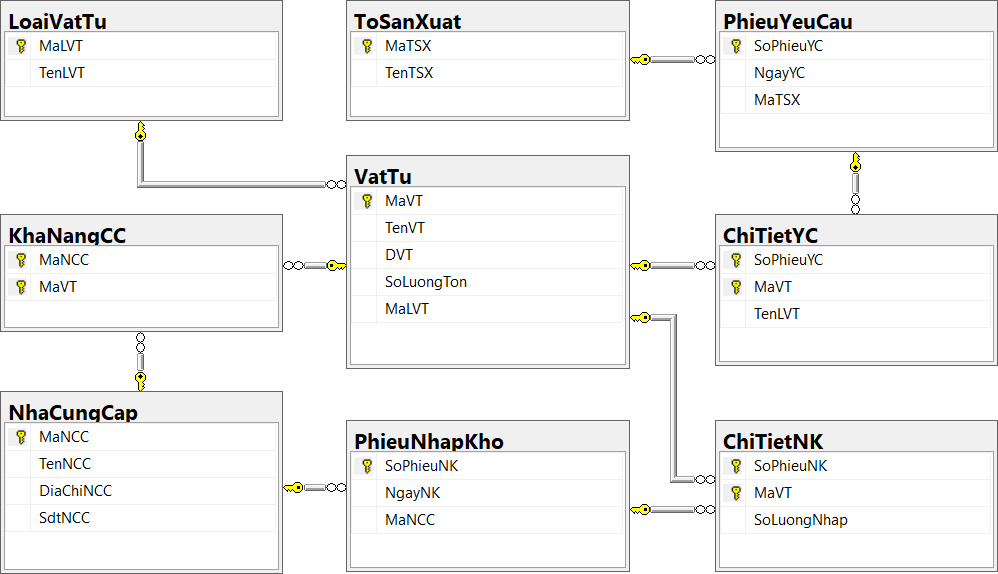 LoaiVatTu
MaLVT
TenLVT
ToSanXuat
MaTSX
TenTSX
PhieuYeuCau
SoPhieuYC
NgayYC
MaTSX
KhaNangCC
MaNCC
MaVT
VatTu
MaVT
TenVT
DVT
SoLuongTon
MaLVT
ChiTietYC
SoPhieuYC
MaVT
TenLVT
NhaCungCap
MaNCC
TenNCC
DiaChiNCC
SdtNCC
PhieuNhapKho
SoPhieuNK
NgayNK
MaNCC
ChiTietNK
SoPhieuNK
MaVT
SoLuongNhap